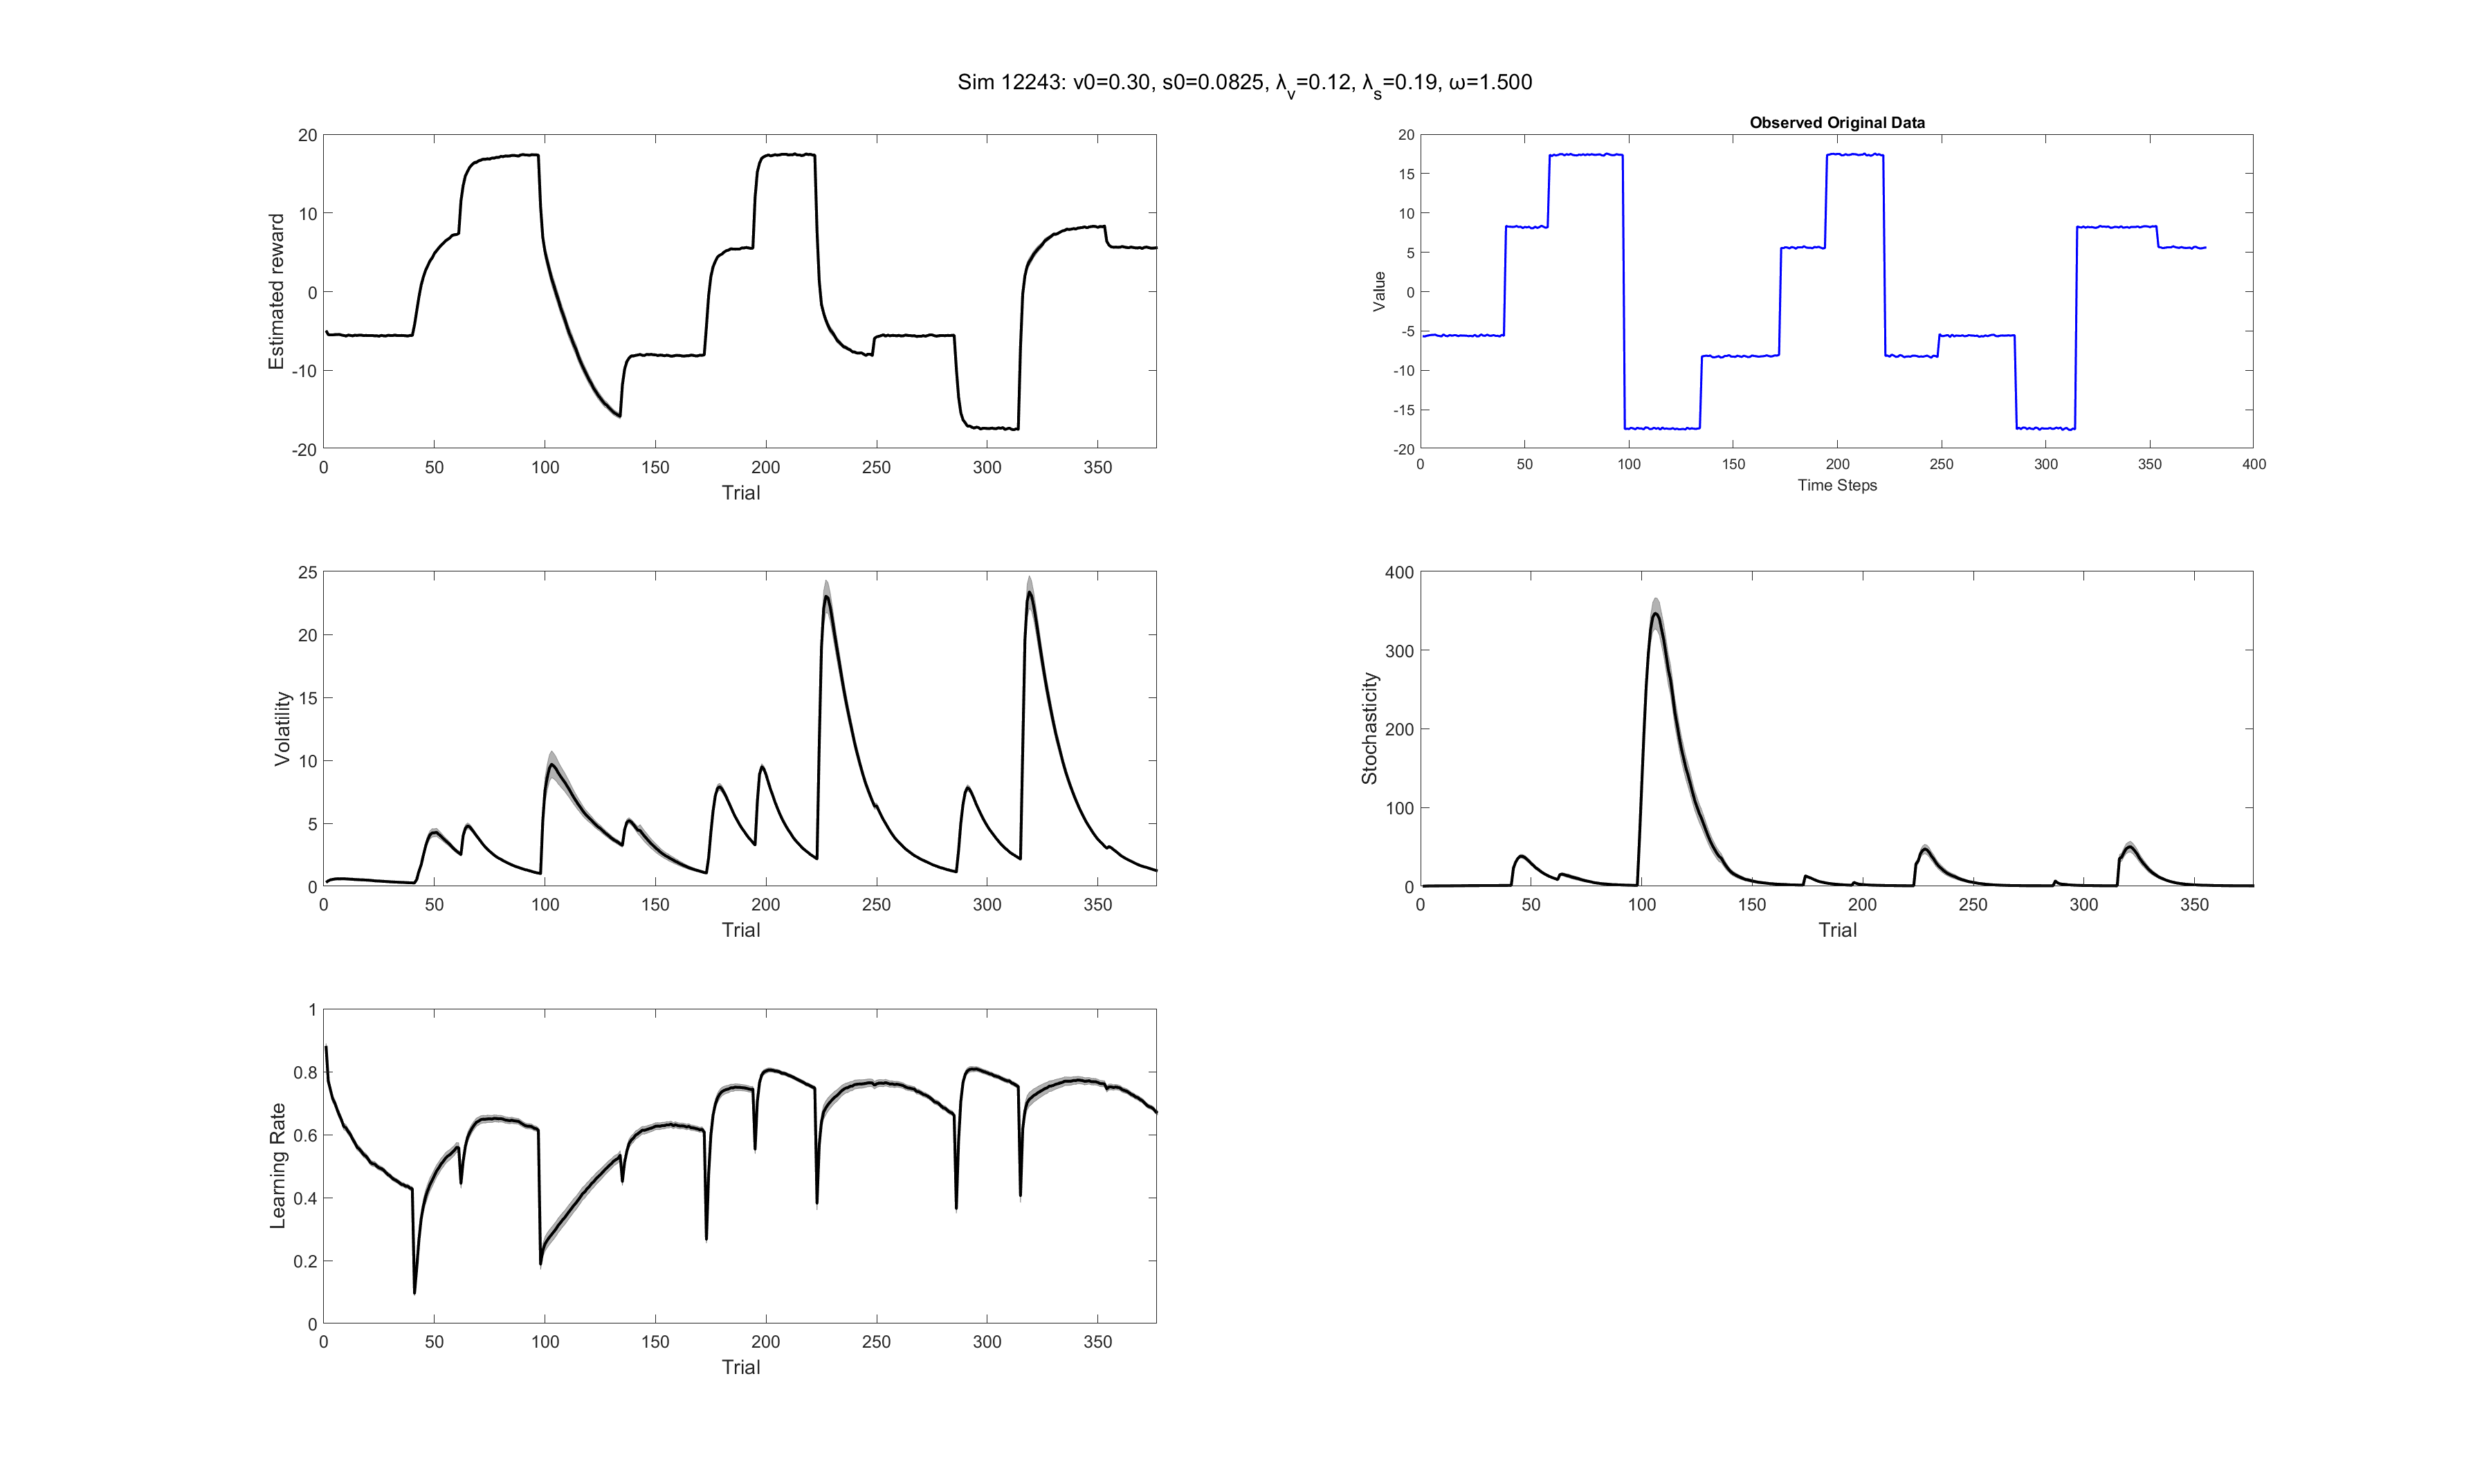 Sim 12243: v0=0.30, s0=0.0825, λv=0.12, λs=0.19, ω=1.500
20
10
0
-10
-20
Estimated reward
0 50 100 150 200 250 300 350
Trial
Observed Original Data
20
15
10
5
0
-5
-10
-15
-20
Value
0 50 100 150 200 250 300 350 400
Time Steps
25
20
15
10
5
0
Volatility
0 50 100 150 200 250 300 350
Trial
400
300
200
100
0
Stochasticity
0 50 100 150 200 250 300 350
Trial
1
0.8
0.6
0.4
0.2
0
Learning Rate
0 50 100 150 200 250 300 350
Trial